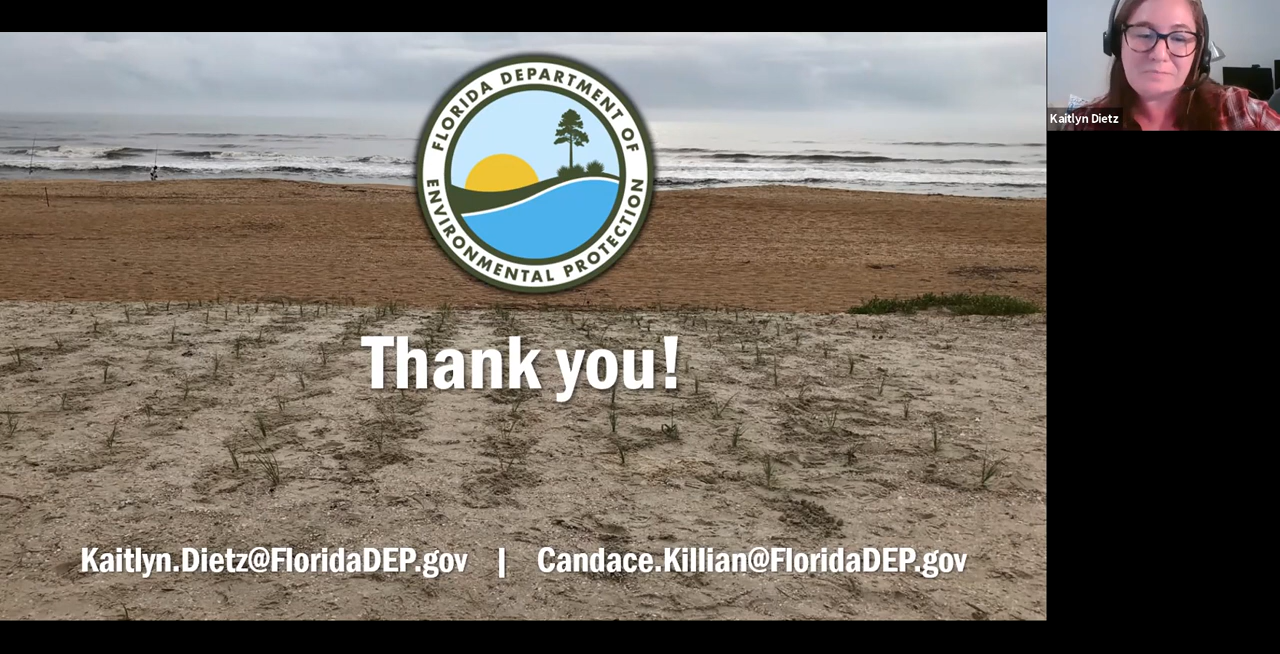 FLORIDA DEPARTMENT OF
ENVIRONMENTAL PROTECTION
Thank you!
Kaitlyn.Dietz@FloridaDEP.gov | Candace.Killian@FloridaDEP.gov
Kaitlyn Dietz